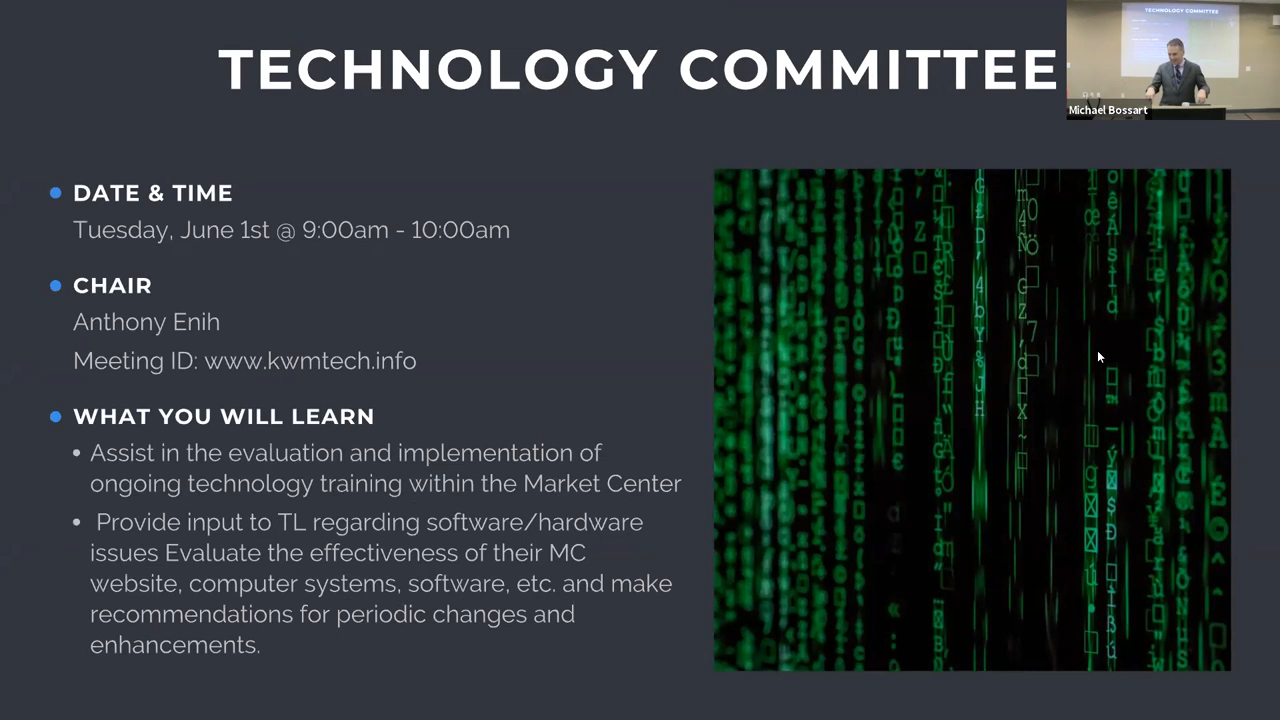 TECHNOLOGY COMMITTEE
TECHNOLOGY COMMITTEE
Michael Bossart
DATE & TIME
Tuesday, June 1st @ 9:00am - 10:00am
CHAIR
Anthony Enih
Meeting ID: www.kwmtech.info
WHAT YOU WILL LEARN
Assist in the evaluation and implementation of
ongoing technology training within the Market Center
Provide input to TL regarding software/hardware
issues Evaluate the effectiveness of their MC
website, computer systems, software, etc. and make
recommendations for periodic changes and
enhancements.